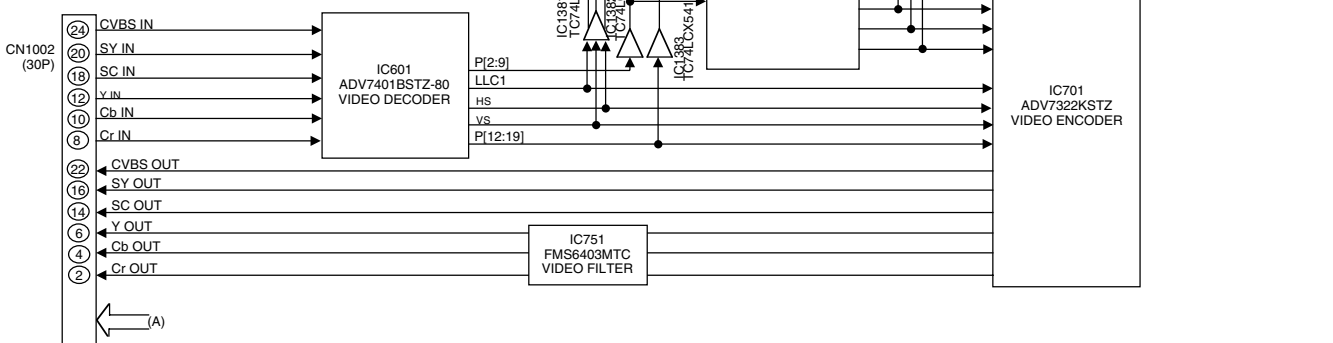 CN1002
(30P)
24 CVBS IN
20 SY IN
18 SC IN
12 Y IN
10 Cb IN
8 Cr IN
22 CVBS OUT
16 SY OUT
14 SC OUT
6 Y OUT
4 Cb OUT
2 Cr OUT
(A)
IC601
ADV7401BSTZ-80
VIDEO DECODER
P[2:9]
LLC1
HS
VS
P[12:19]
IC1383
TC74LCX541
IC751
FMS6403MTC
VIDEO FILTER
IC701
ADV7322KSTZ
VIDEO ENCODER